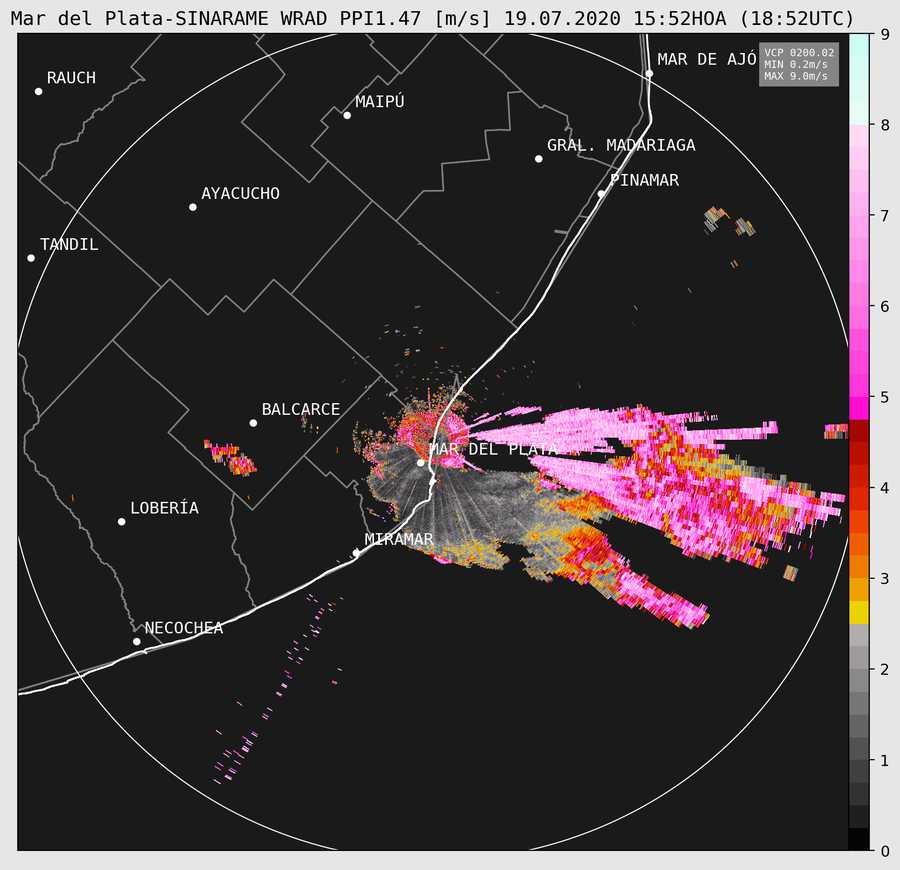 Mar del Plata-SINARAME WRAD PPI1.47 [m/s] 19.07.2020 15:52HOA (18:52UTC)
VCP 0200.02
MIN 0.2m/s
MAX 9.0m/s
MAR DE AJÓ
RAUCH
MAIPÚ
GRAL. MADARIAGA
PINAMAR
AYACUCHO
TANDIL
BALCARCE
MAR DEL PLATA
LOBERÍA
MIRAMAR
NECOCHEA
9
8
7
6
5
4
3
2
1
0